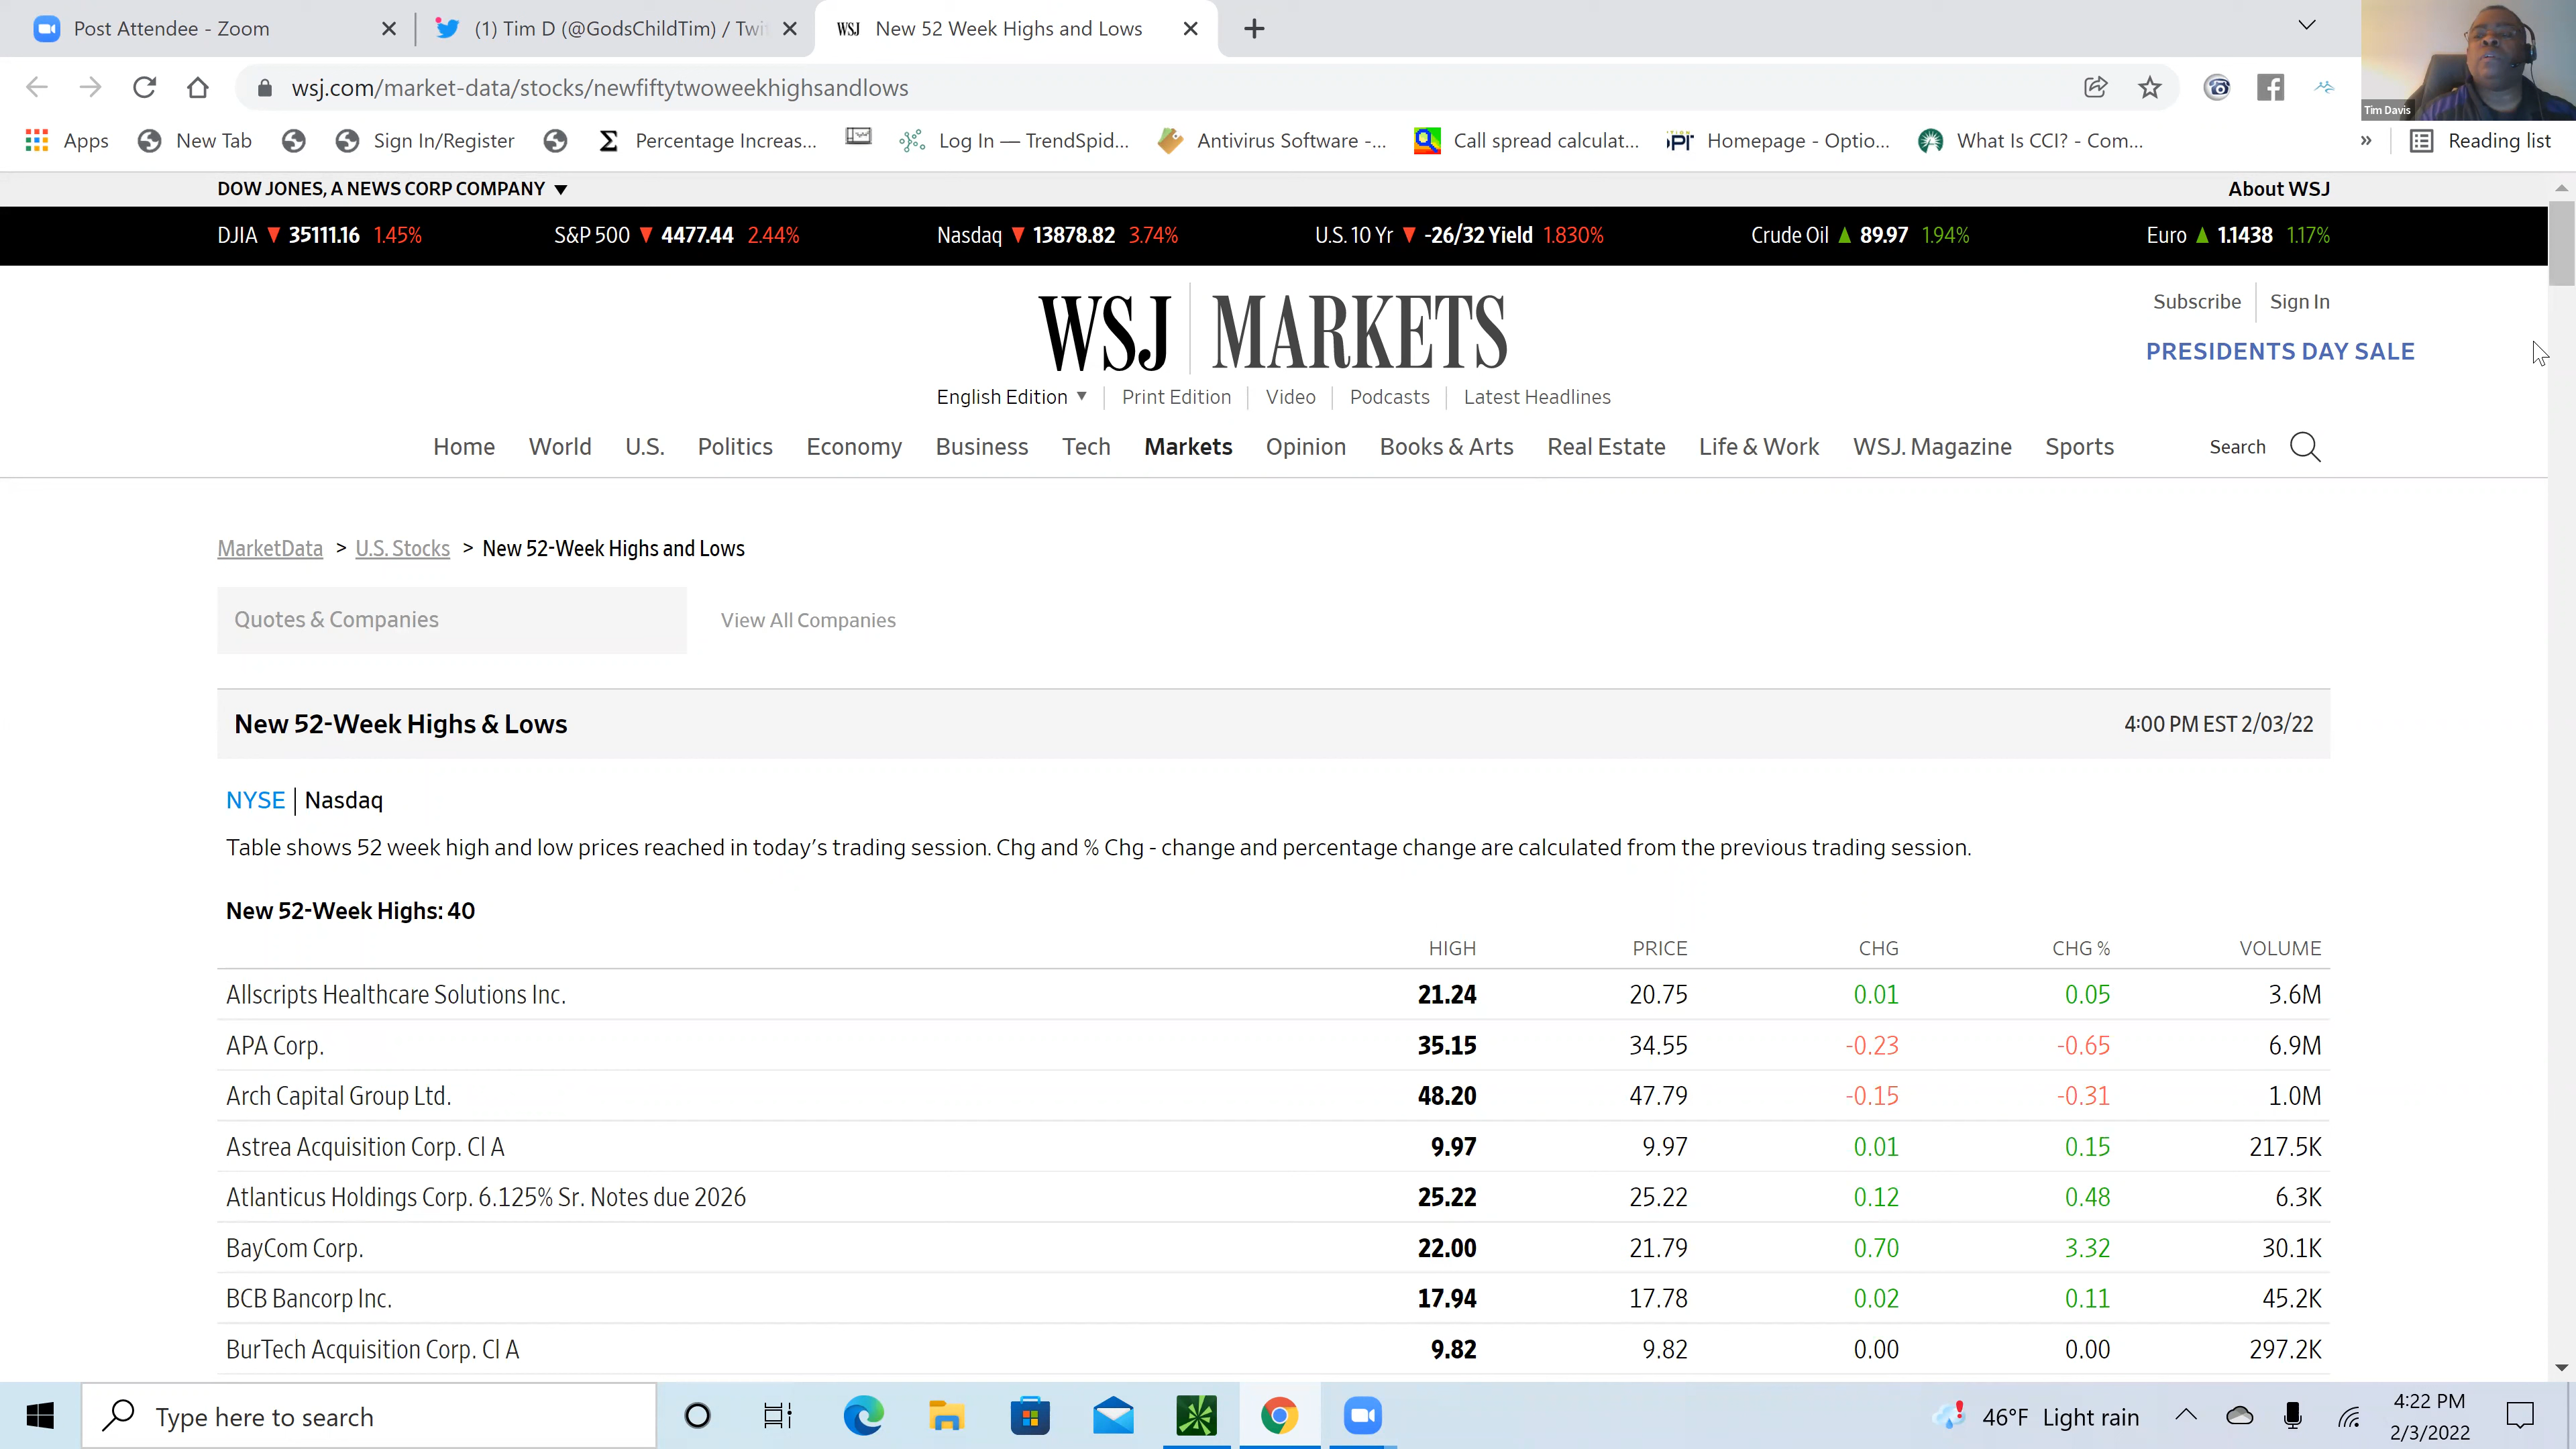 Post Attendee - Zoom
(1) Tim D (@GodsChildTim) / Twi
WSJ New 52 Week Highs and Lows
wsj.com/market-data/stocks/newfiftytwoweekhighsandlows
Tim Davis
Apps New Tab Sign In/Register Percentage Increas... Log In — TrendSpid... Antivirus Software -... Call spread calculat... Homepage - Optio... What Is CCI? - Com... » Reading list
DOW JONES, A NEWS CORP COMPANY ▼ About WSJ
DJIA ▼ 35111.16 1.45% S&P 500 ▼ 4477.44 2.44% Nasdaq ▼ 13878.82 3.74% U.S. 10 Yr ▼ -26/32 Yield 1.830% Crude Oil ▲ 89.97 1.94% Euro ▲ 1.1438 1.17%
Subscribe Sign In
WSJ MARKETS
PRESIDENTS DAY SALE
English Edition ▼ Print Edition Video Podcasts Latest Headlines
Home World U.S. Politics Economy Business Tech Markets Opinion Books & Arts Real Estate Life & Work WSJ. Magazine Sports Search
MarketData > U.S. Stocks > New 52-Week Highs and Lows
Quotes & Companies View All Companies
New 52-Week Highs & Lows 4:00 PM EST 2/03/22
NYSE | Nasdaq
Table shows 52 week high and low prices reached in today's trading session. Chg and % Chg - change and percentage change are calculated from the previous trading session.
New 52-Week Highs: 40
HIGH PRICE CHG CHG % VOLUME
Allscripts Healthcare Solutions Inc. 21.24 20.75 0.01 0.05 3.6M
APA Corp. 35.15 34.55 -0.23 -0.65 6.9M
Arch Capital Group Ltd. 48.20 47.79 -0.15 -0.31 1.0M
Astrea Acquisition Corp. Cl A 9.97 9.97 0.01 0.15 217.5K
Atlanticus Holdings Corp. 6.125% Sr. Notes due 2026 25.22 25.22 0.12 0.48 6.3K
BayCom Corp. 22.00 21.79 0.70 3.32 30.1K
BCB Bancorp Inc. 17.94 17.78 0.02 0.11 45.2K
BurTech Acquisition Corp. Cl A 9.82 9.82 0.00 0.00 297.2K
Type here to search 46°F Light rain 4:22 PM
2/3/2022